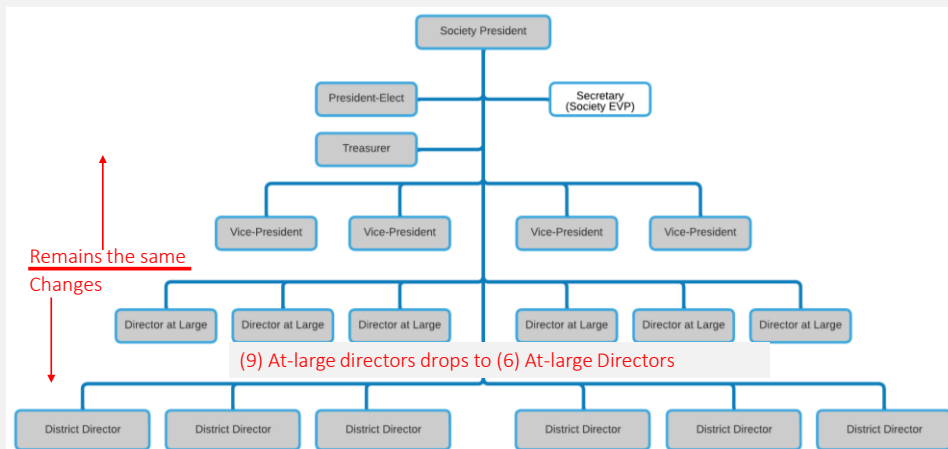 Society President
President-Elect
Secretary
(Society EVP)
Treasurer
Vice-President
Vice-President
Vice-President
Vice-President
Remains the same
Changes
Director at Large
Director at Large
Director at Large
Director at Large
Director at Large
Director at Large
(9) At-large directors drops to (6) At-large Directors
District Director
District Director
District Director
District Director
District Director
District Director